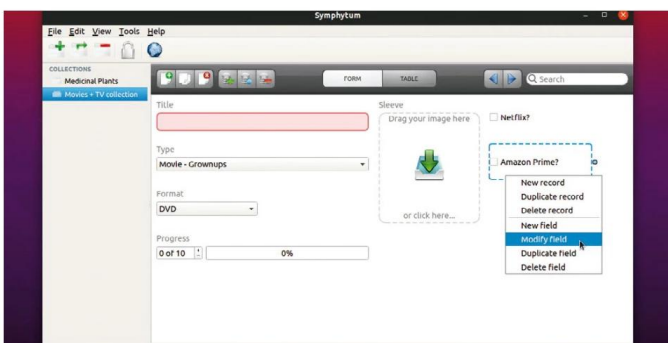 Symphytum
File Edit View Tools Help
COLLECTIONS
Medicinal Plants
Movies + TV collection
FORM
TABLE
Search
Title
Type
Movie - Grownups
Format
DVD
Progress
0 of 10
0%
Sleeve
Drag your image here
or click here...
Netflix?
Amazon Prime?
New record
Duplicate record
Delete record
New field
Modify field
Duplicate field
Delete field